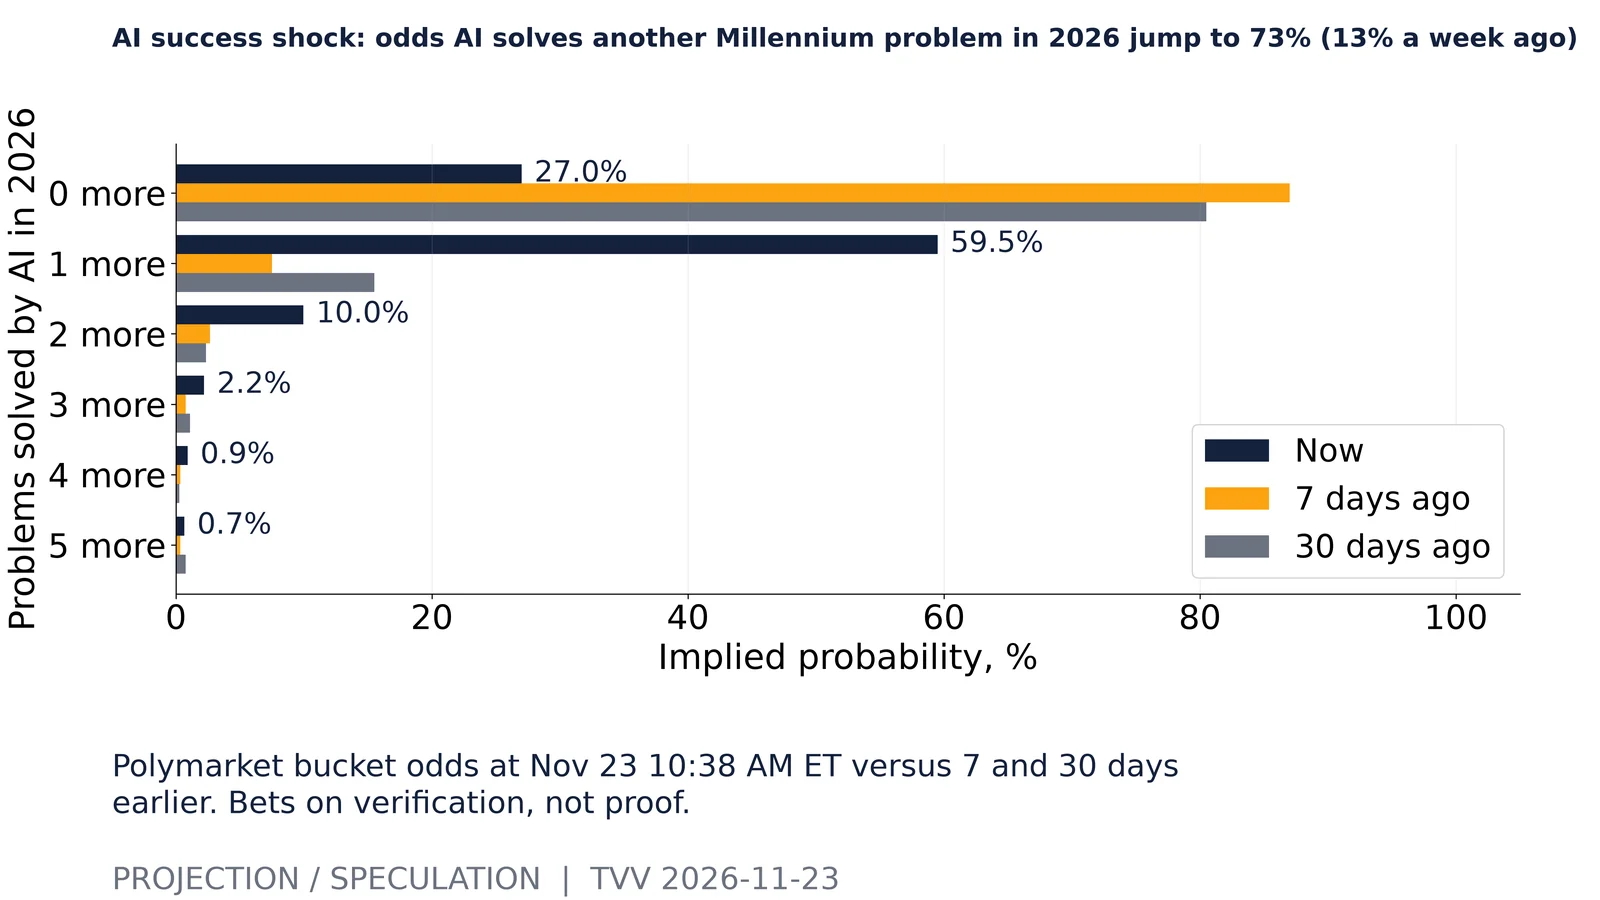 AI success shock: odds AI solves another Millennium problem in 2026 jump to 73% (13% a week ago)
Problems solved by AI in 2026
0 more
27.0%
1 more
59.5%
2 more
10.0%
3 more
2.2%
4 more
0.9%
5 more
0.7%
Now
7 days ago
30 days ago
0 20 40 60 80 100
Implied probability, %
Polymarket bucket odds at Nov 23 10:38 AM ET versus 7 and 30 days
earlier. Bets on verification, not proof.
PROJECTION / SPECULATION | TVV 2026-11-23